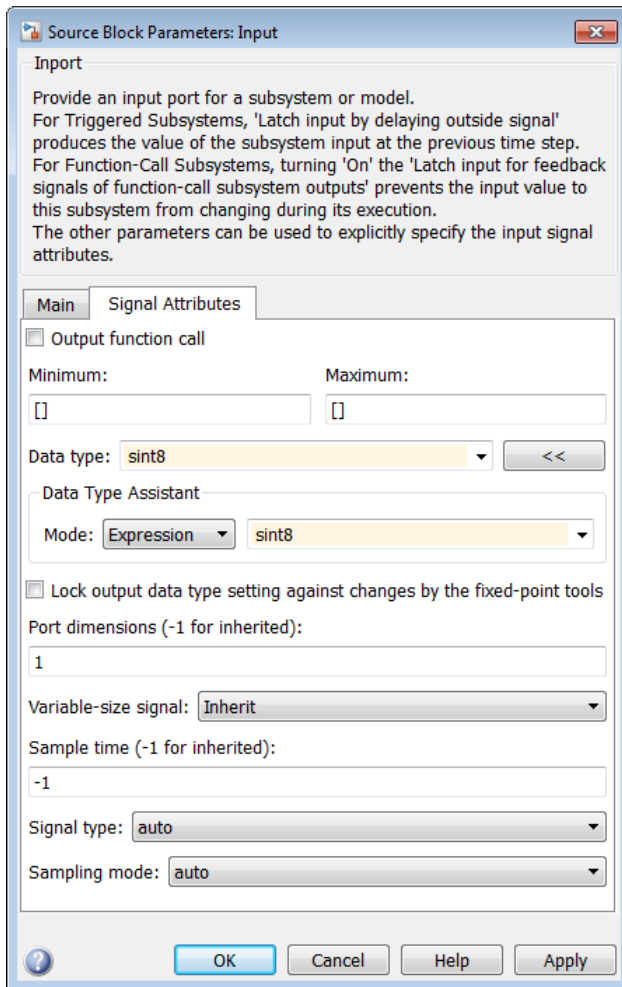 Source Block Parameters: Input
Inport
Provide an input port for a subsystem or model.
For Triggered Subsystems, 'Latch input by delaying outside signal'
produces the value of the subsystem input at the previous time step.
For Function-Call Subsystems, turning 'On' the 'Latch input for feedback
signals of function-call subsystem outputs' prevents the input value to
this subsystem from changing during its execution.
The other parameters can be used to explicitly specify the input signal
attributes.
Main Signal Attributes
Output function call
Minimum: Maximum:
[] []
Data type: sint8 <<
Data Type Assistant
Mode: Expression sint8
Lock output data type setting against changes by the fixed-point tools
Port dimensions (-1 for inherited):
1
Variable-size signal: Inherit
Sample time (-1 for inherited):
-1
Signal type: auto
Sampling mode: auto
? OK Cancel Help Apply